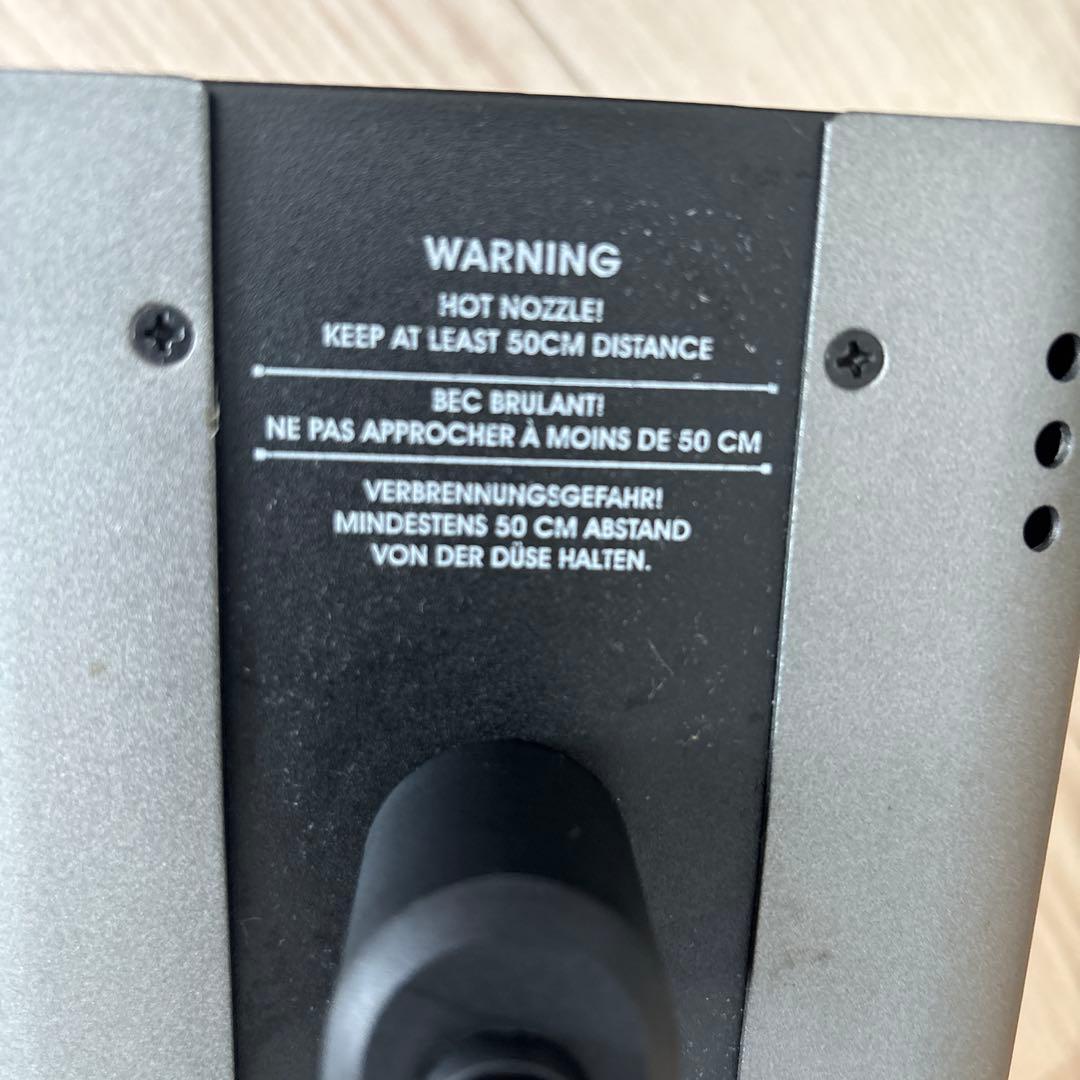 WARNING
HOT NOZZLE!
KEEP AT LEAST 50CM DISTANCE
BEC BRULANT!
NE PAS APPROCHER À MOINS DE 50 CM
VERBRENNUNGSGEFAHR!
MINDESTENS 50 CM ABSTAND
VON DER DÜSE HALTEN.